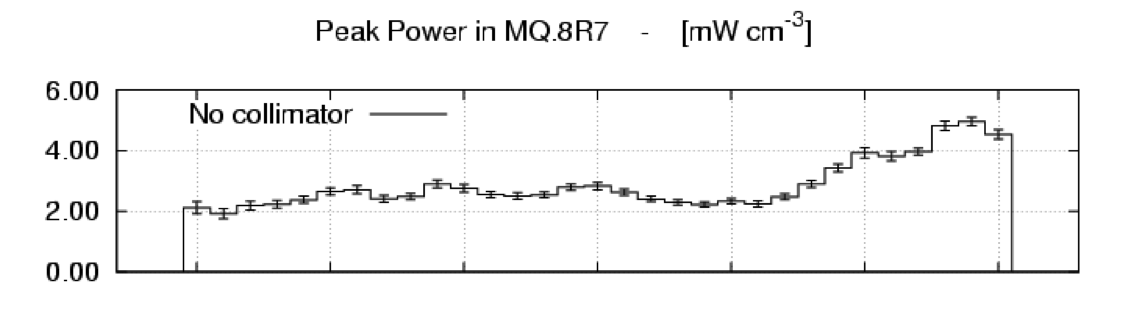 Peak Power in MQ.8R7 - [mW cm⁻³]
6.00
No collimator
4.00
2.00
0.00